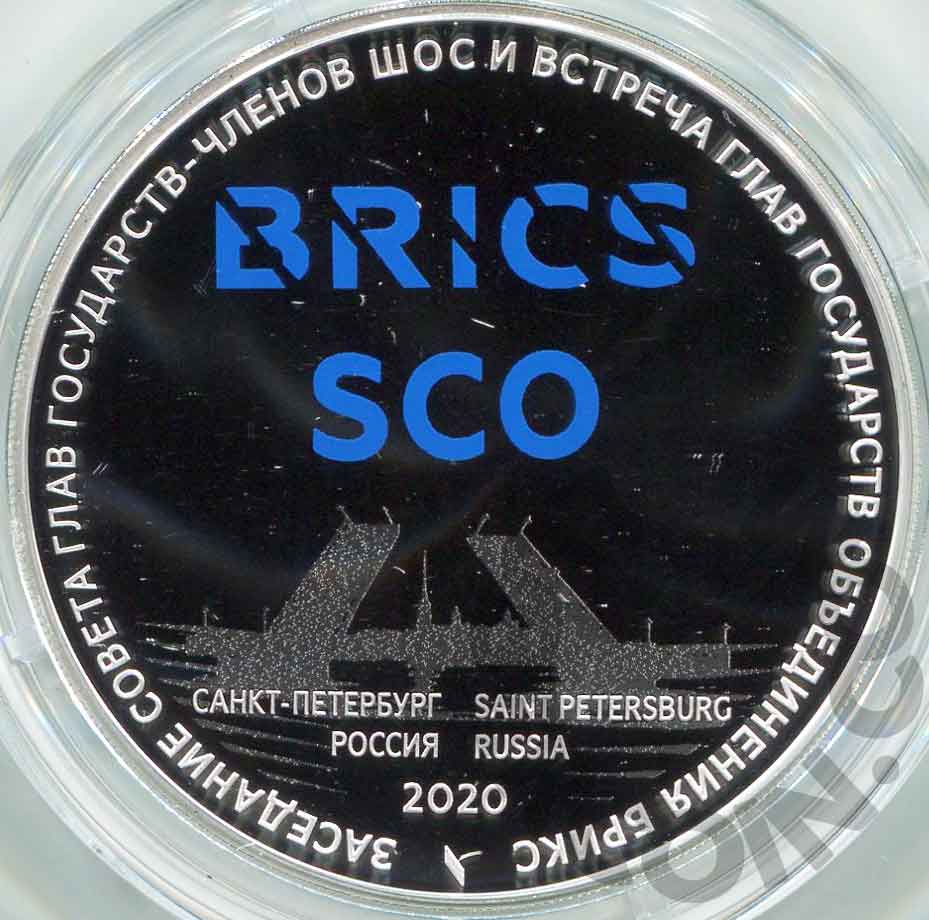 ЗАСЕДАНИЕ СОВЕТА ГЛАВ ГОСУДАРСТВ-ЧЛЕНОВ ШОС И ВСТРЕЧА ГЛАВ ГОСУДАРСТВ ОБЪЕДИНЕНИЯ БРИКС
BRICS
SCO
САНКТ-ПЕТЕРБУРГ SAINT PETERSBURG
РОССИЯ RUSSIA
2020